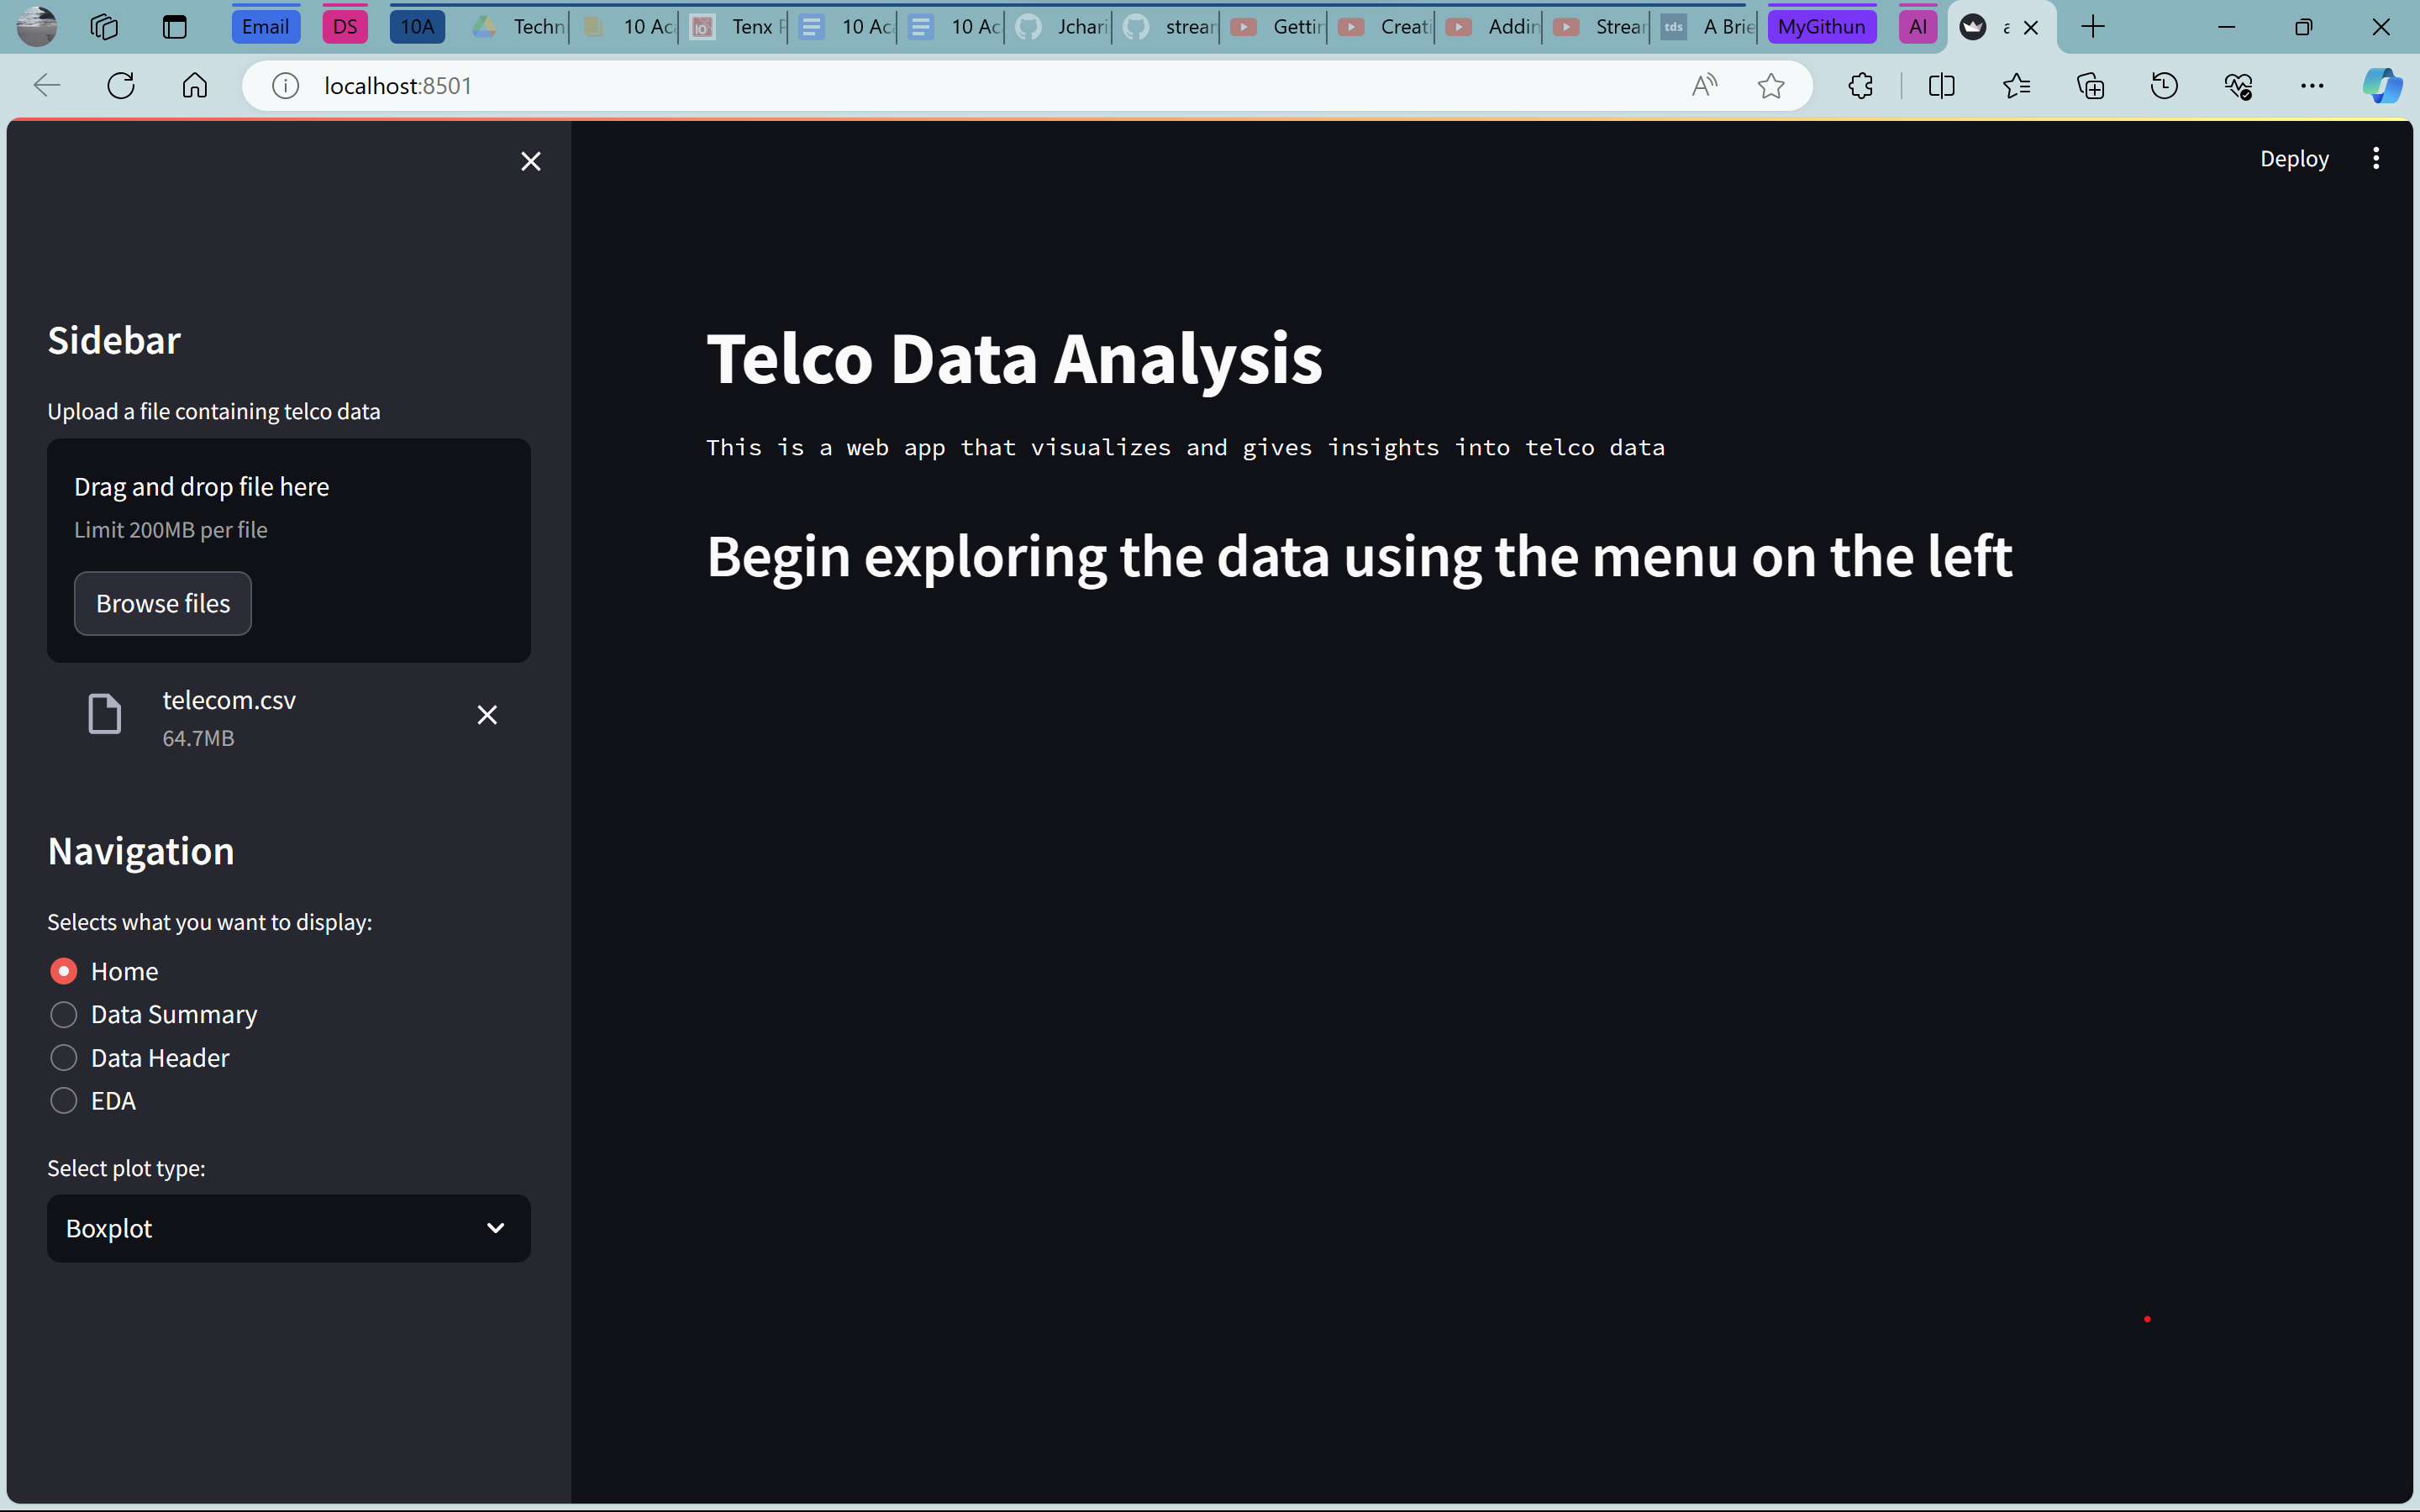 Email DS 10A Techn 10 Ac Tenx 10 Ac 10 Ac Jchari strear Gettin Creati Addin Strear tds A Brie MyGithun AI
localhost:8501
Deploy
Sidebar
Upload a file containing telco data
Drag and drop file here
Limit 200MB per file
Browse files
telecom.csv
64.7MB
Navigation
Selects what you want to display:
Home
Data Summary
Data Header
EDA
Select plot type:
Boxplot
Telco Data Analysis
This is a web app that visualizes and gives insights into telco data
Begin exploring the data using the menu on the left